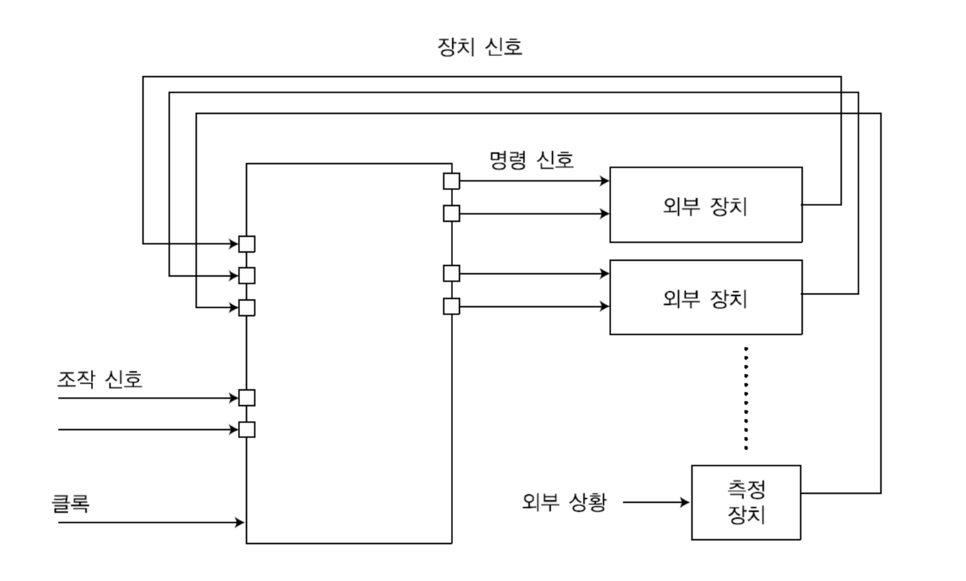 장치 신호
명령 신호
외부 장치
외부 장치
조작 신호
클록
외부 상황
측정
장치